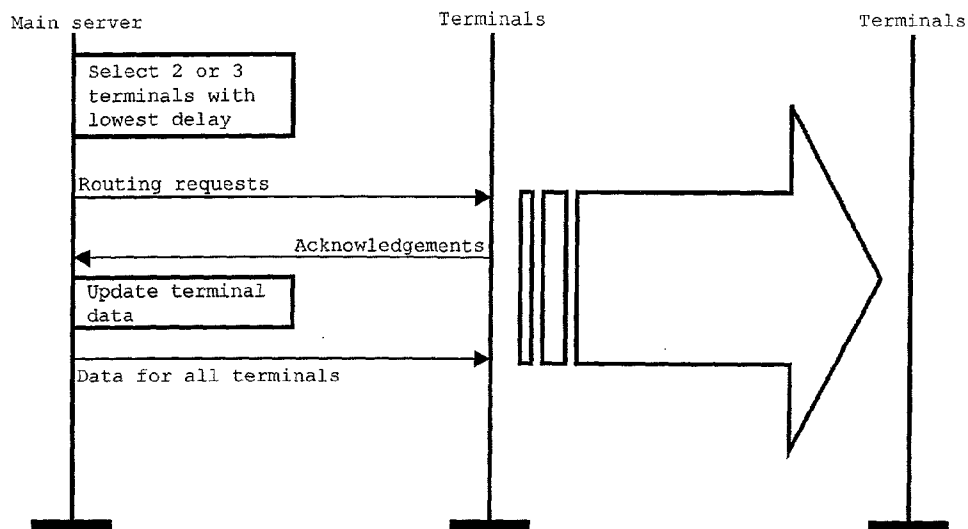 Main server
Terminals
Terminals
Select 2 or 3
terminals with
lowest delay
Routing requests
Acknowledgements
Update terminal
data
Data for all terminals